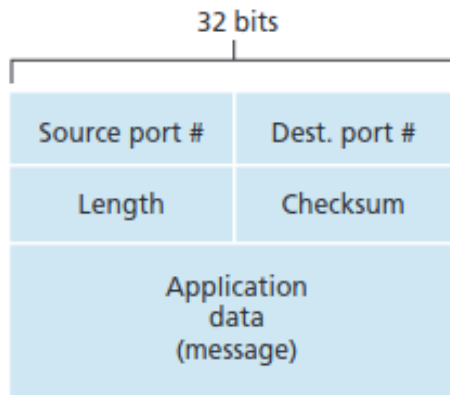 32 bits
Source port #
Dest. port #
Length
Checksum
Application
data
(message)